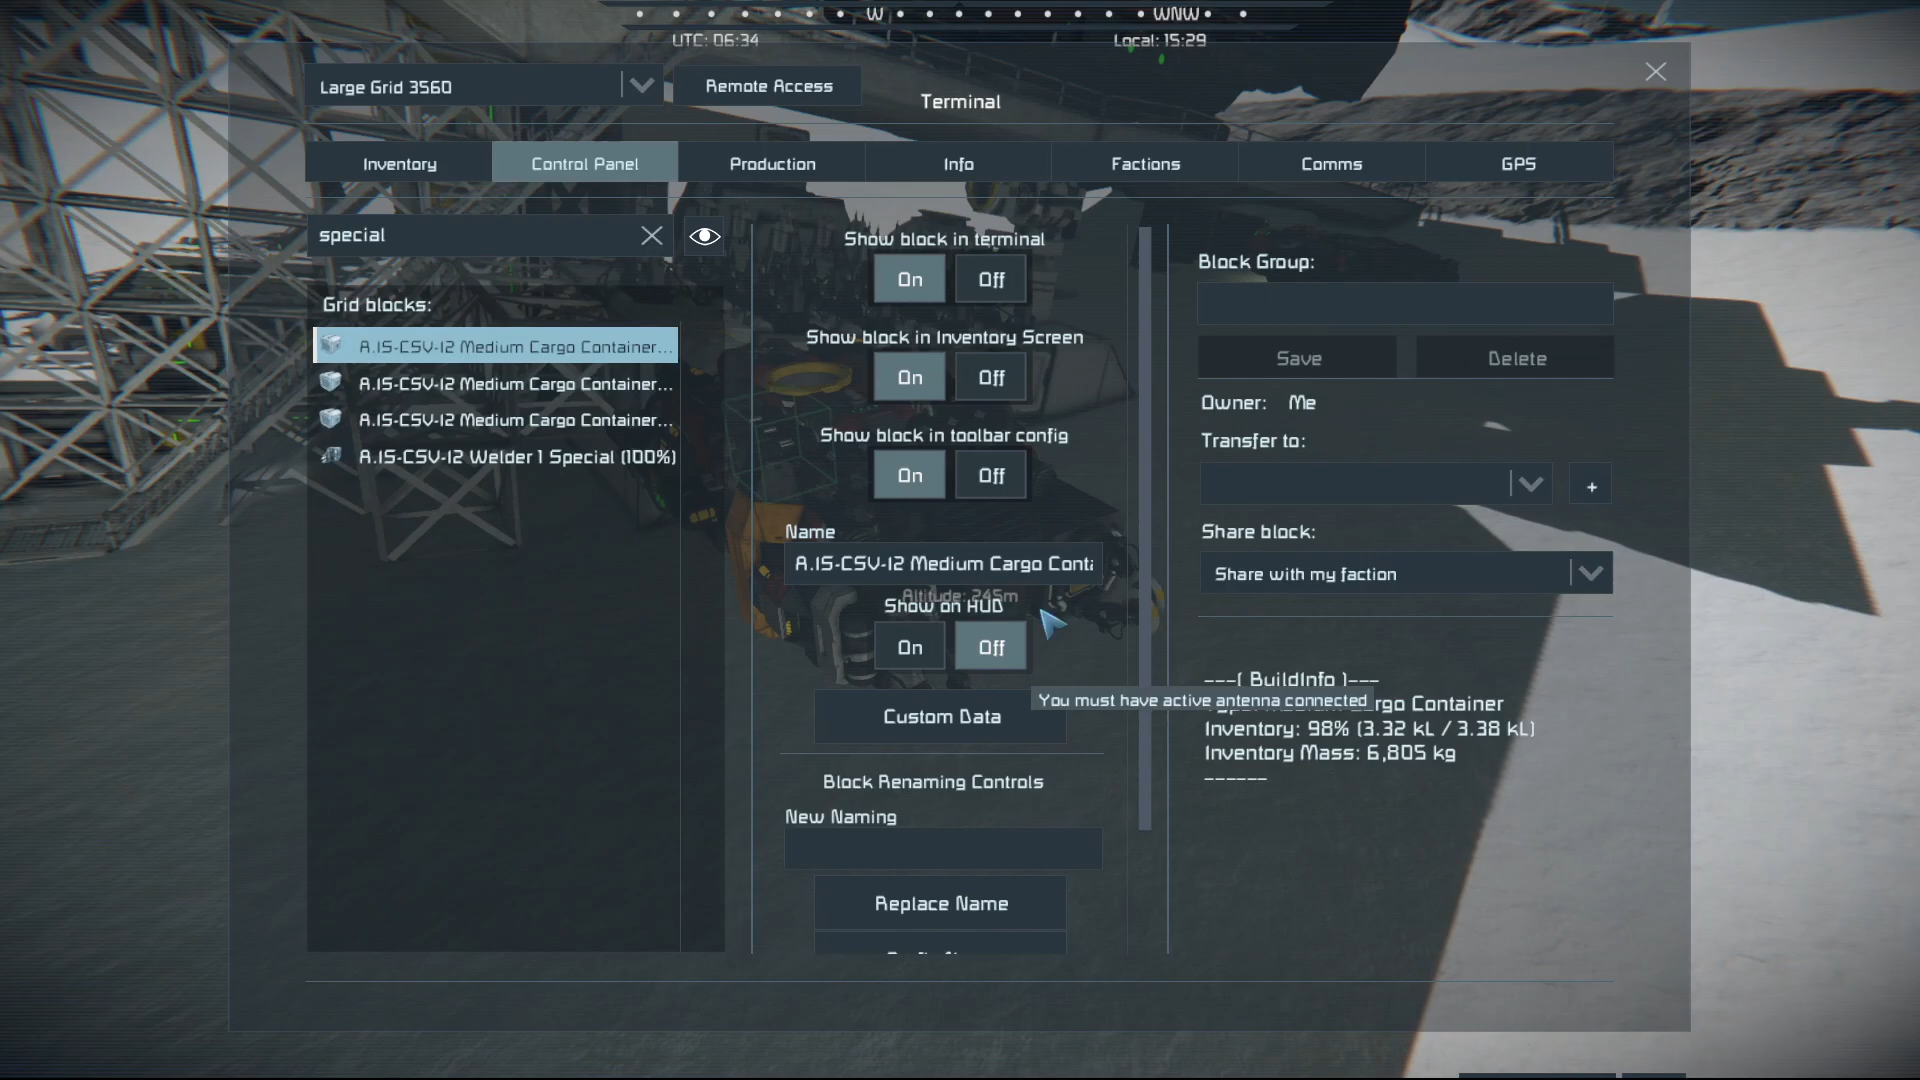 W
WNW
UTC: 06:34
Local: 15:29
Large Grid 3560
Remote Access
Terminal
Inventory
Control Panel
Production
Info
Factions
Comms
GPS
special
Grid blocks:
A.IS-CSV-12 Medium Cargo Container...
A.IS-CSV-12 Medium Cargo Container...
A.IS-CSV-12 Medium Cargo Container...
A.IS-CSV-12 Welder 1 Special (100%)
Show block in terminal
On Off
Show block in Inventory Screen
On Off
Show block in toolbar config
On Off
Name
A.IS-CSV-12 Medium Cargo Conta
Altitude: 245m
Show on HUD
On Off
You must have active antenna connected
Custom Data
Block Renaming Controls
New Naming
Replace Name
Block Group:
Save Delete
Owner: Me
Transfer to:
+
Share block:
Share with my faction
---( BuildInfo )---
rgo Container
Inventory: 98% (3.32 kL / 3.38 kL)
Inventory Mass: 6,805 kg
------